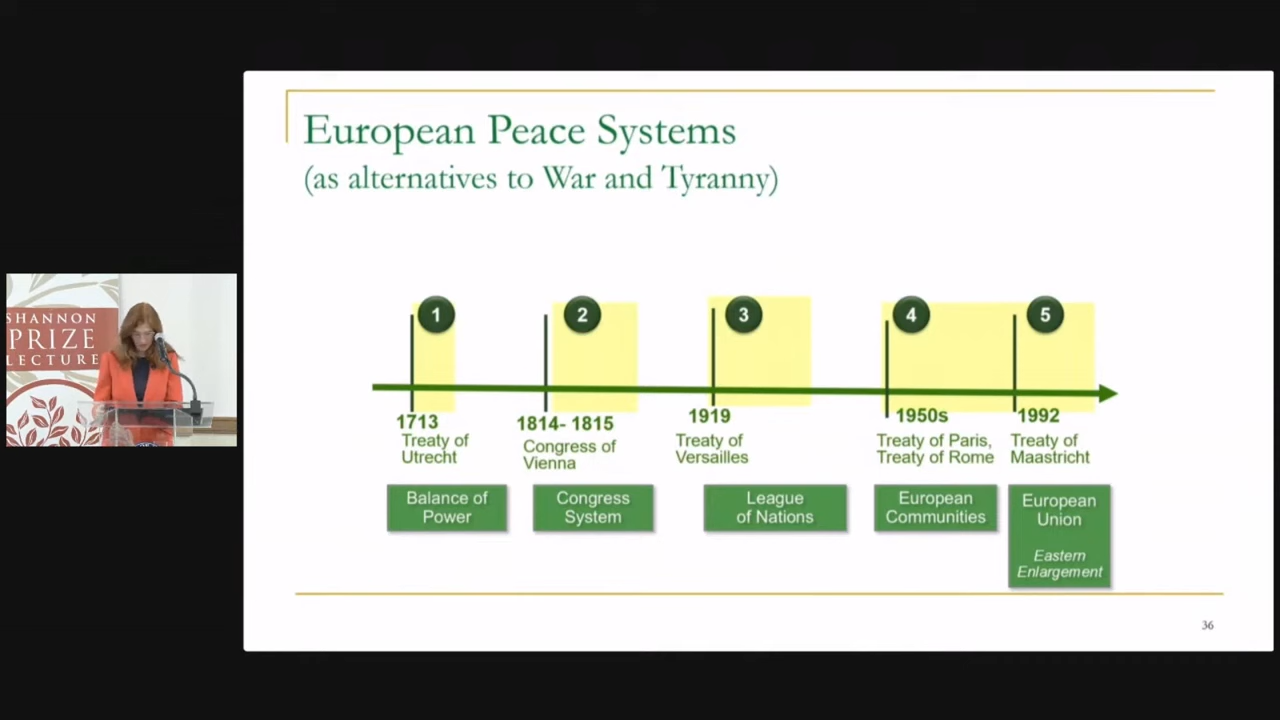 European Peace Systems
(as alternatives to War and Tyranny)
1
2
3
4
5
1713
Treaty of
Utrecht
1814- 1815
Congress of
Vienna
1919
Treaty of
Versailles
1950s
Treaty of Paris,
Treaty of Rome
1992
Treaty of
Maastricht
Balance of
Power
Congress
System
League
of Nations
European
Communities
European
Union
Eastern
Enlargement
36
SHANNON
PRIZE
LECTURE